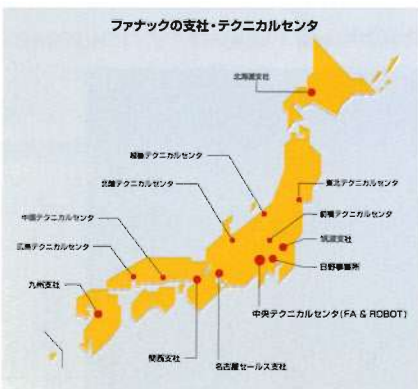 ファナックの支社・テクニカルセンタ
北海道支社
越後テクニカルセンタ
北陸テクニカルセンタ
東北テクニカルセンタ
中国テクニカルセンタ
前橋テクニカルセンタ
広島テクニカルセンタ
筑波支社
九州支社
日野事業所
中央テクニカルセンタ(FA & ROBOT)
関西支社
名古屋セールス支社